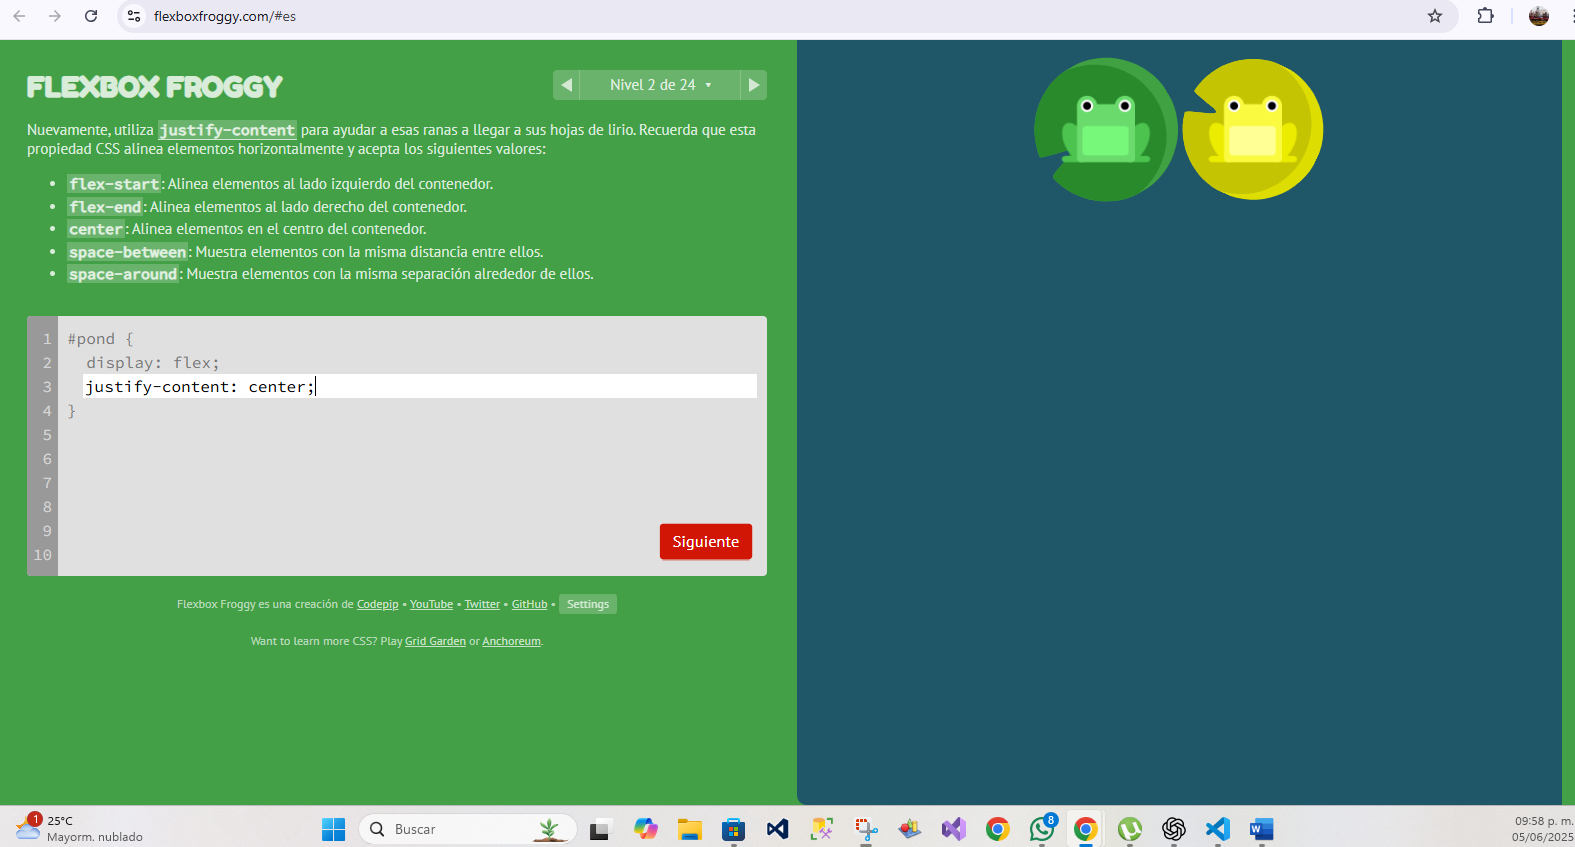 flexboxfroggy.com/#es
FLEXBOX FROGGY
Nivel 2 de 24
Nuevamente, utiliza justify-content para ayudar a esas ranas a llegar a sus hojas de lirio. Recuerda que esta
propiedad CSS alinea elementos horizontalmente y acepta los siguientes valores:
• flex-start: Alinea elementos al lado izquierdo del contenedor.
• flex-end: Alinea elementos al lado derecho del contenedor.
• center: Alinea elementos en el centro del contenedor.
• space-between: Muestra elementos con la misma distancia entre ellos.
• space-around: Muestra elementos con la misma separación alrededor de ellos.
1 #pond {
2 display: flex;
3 justify-content: center;
4 }
5
6
7
8
9
10
Siguiente
Flexbox Froggy es una creación de Codepip • YouTube • Twitter • GitHub • Settings
Want to learn more CSS? Play Grid Garden or Anchoreum.
1
25°C
Mayorm. nublado
Buscar
8
09:58 p. m.
05/06/2025